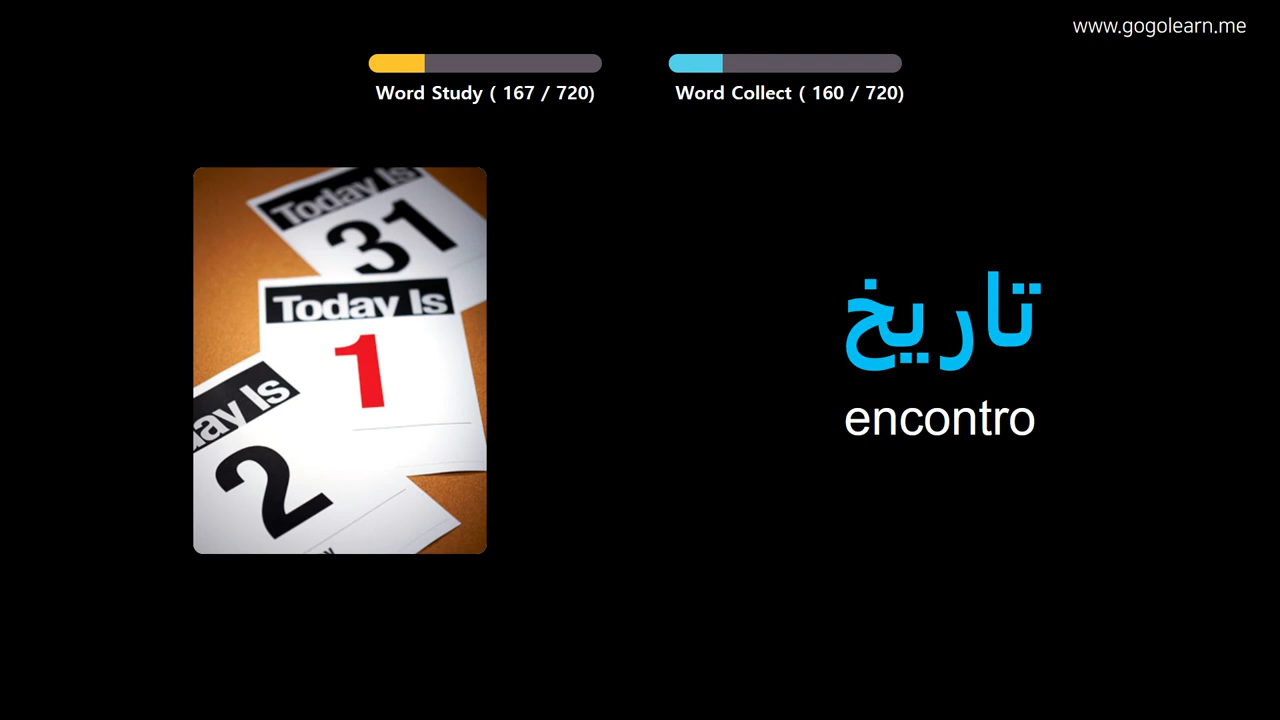 www.gogolearn.me
Word Study ( 167 / 720)
Word Collect ( 160 / 720)
Today Is
31
Today Is
1
ay Is
2
تاريخ
encontro